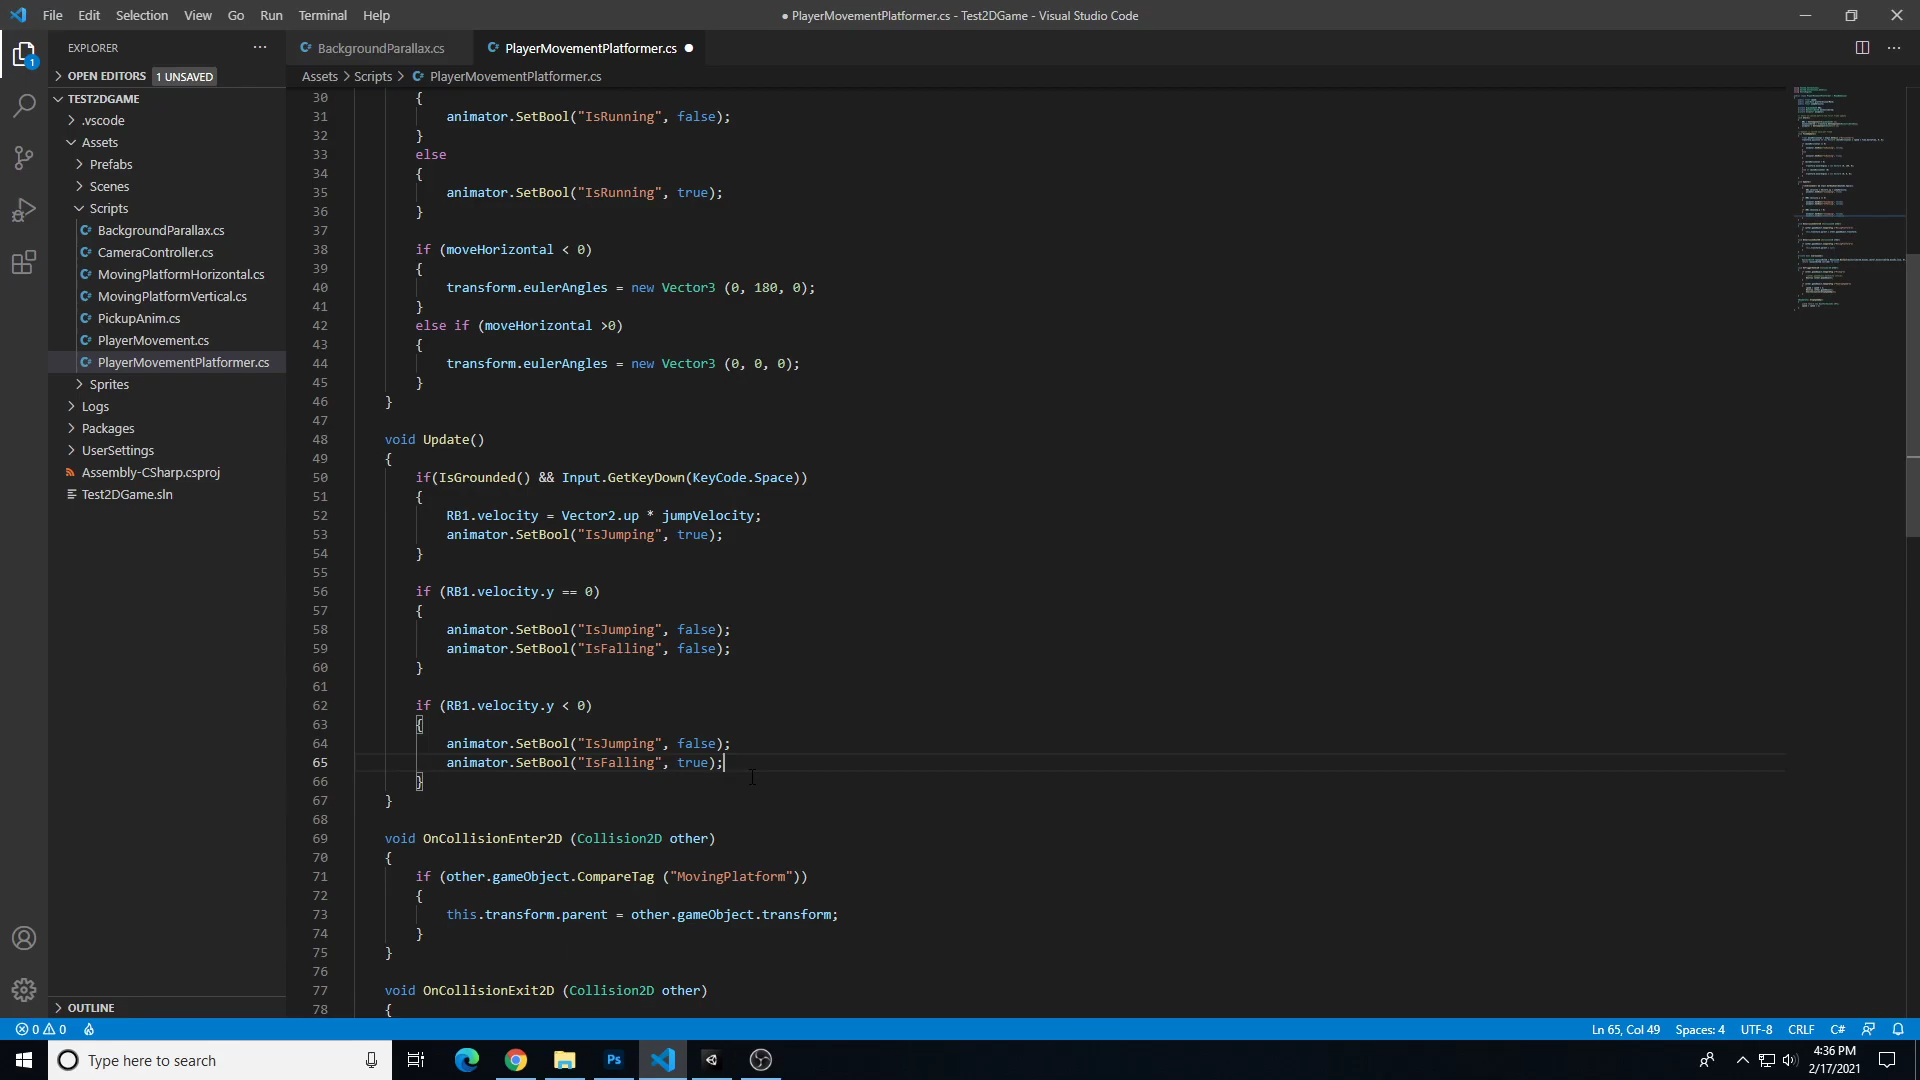 File Edit Selection View Go Run Terminal Help
● PlayerMovementPlatformer.cs - Test2DGame - Visual Studio Code
EXPLORER
1
OPEN EDITORS 1 UNSAVED
TEST2DGAME
.vscode
Assets
Prefabs
Scenes
Scripts
BackgroundParallax.cs
CameraController.cs
MovingPlatformHorizontal.cs
MovingPlatformVertical.cs
PickupAnim.cs
PlayerMovement.cs
PlayerMovementPlatformer.cs
Sprites
Logs
Packages
UserSettings
Assembly-CSharp.csproj
Test2DGame.sln
OUTLINE
BackgroundParallax.cs PlayerMovementPlatformer.cs
Assets > Scripts > PlayerMovementPlatformer.cs
30 {
31 animator.SetBool("IsRunning", false);
32 }
33 else
34 {
35 animator.SetBool("IsRunning", true);
36 }
37
38 if (moveHorizontal < 0)
39 {
40 transform.eulerAngles = new Vector3 (0, 180, 0);
41 }
42 else if (moveHorizontal >0)
43 {
44 transform.eulerAngles = new Vector3 (0, 0, 0);
45 }
46 }
47
48 void Update()
49 {
50 if(IsGrounded() && Input.GetKeyDown(KeyCode.Space))
51 {
52 RB1.velocity = Vector2.up * jumpVelocity;
53 animator.SetBool("IsJumping", true);
54 }
55
56 if (RB1.velocity.y == 0)
57 {
58 animator.SetBool("IsJumping", false);
59 animator.SetBool("IsFalling", false);
60 }
61
62 if (RB1.velocity.y < 0)
63 {
64 animator.SetBool("IsJumping", false);
65 animator.SetBool("IsFalling", true);
66 }
67 }
68
69 void OnCollisionEnter2D (Collision2D other)
70 {
71 if (other.gameObject.CompareTag ("MovingPlatform"))
72 {
73 this.transform.parent = other.gameObject.transform;
74 }
75 }
76
77 void OnCollisionExit2D (Collision2D other)
78 {
0 0
Ln 65, Col 49 Spaces: 4 UTF-8 CRLF C#
Type here to search
Ps
4:36 PM
2/17/2021